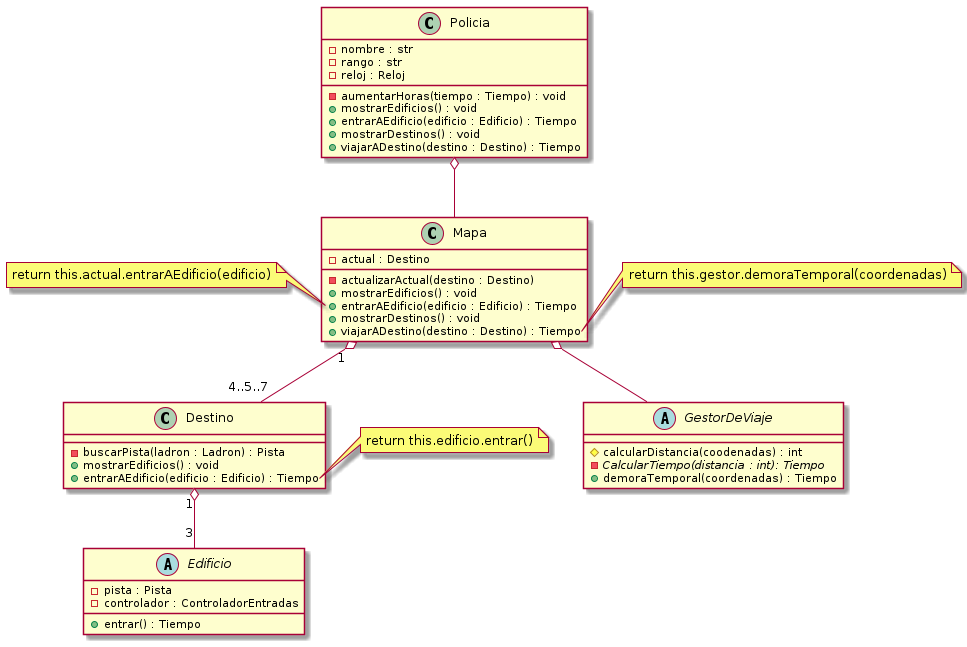 C Policia
nombre : str
rango : str
reloj : Reloj
aumentarHoras(tiempo : Tiempo) : void
mostrarEdificios() : void
entrarAEdificio(edificio : Edificio) : Tiempo
mostrarDestinos() : void
viajarADestino(destino : Destino) : Tiempo
C Mapa
actual : Destino
actualizarActual(destino : Destino)
mostrarEdificios() : void
entrarAEdificio(edificio : Edificio) : Tiempo
mostrarDestinos() : void
viajarADestino(destino : Destino) : Tiempo
return this.actual.entrarAEdificio(edificio)
return this.gestor.demoraTemporal(coordenadas)
1
4..5..7
C Destino
buscarPista(ladron : Ladron) : Pista
mostrarEdificios() : void
entrarAEdificio(edificio : Edificio) : Tiempo
return this.edificio.entrar()
A GestorDeViaje
calcularDistancia(coodenadas) : int
CalcularTiempo(distancia : int): Tiempo
demoraTemporal(coordenadas) : Tiempo
1
3
A Edificio
pista : Pista
controlador : ControladorEntradas
entrar() : Tiempo